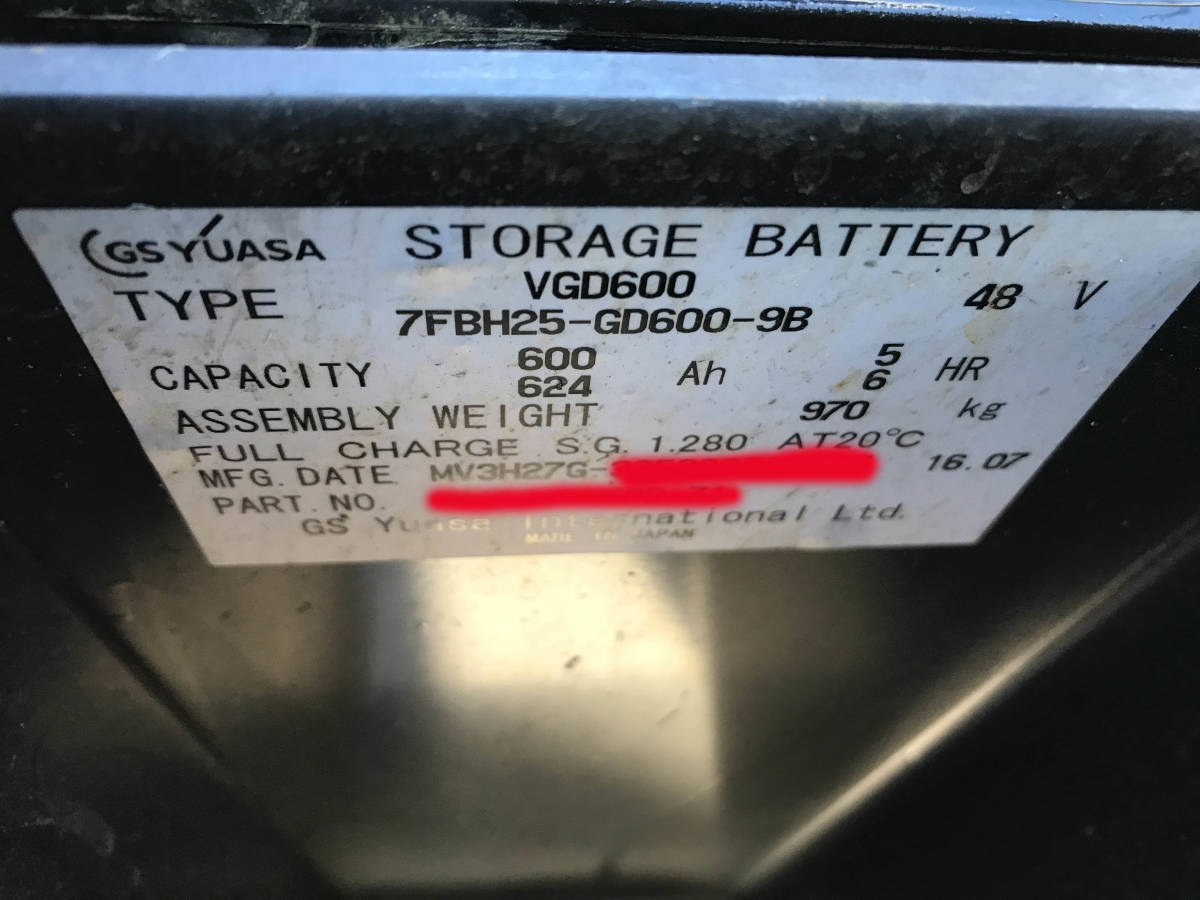 GS YUASA STORAGE BATTERY
TYPE VGD600 48 V
7FBH25-GD600-9B
CAPACITY 600 Ah 5 HR
624 6
ASSEMBLY WEIGHT 970 kg
FULL CHARGE S.G. 1.280 AT20°C
MFG. DATE MV3H27G- 16.07
PART. NO.
GS Yuasa International Ltd.
MADE IN JAPAN